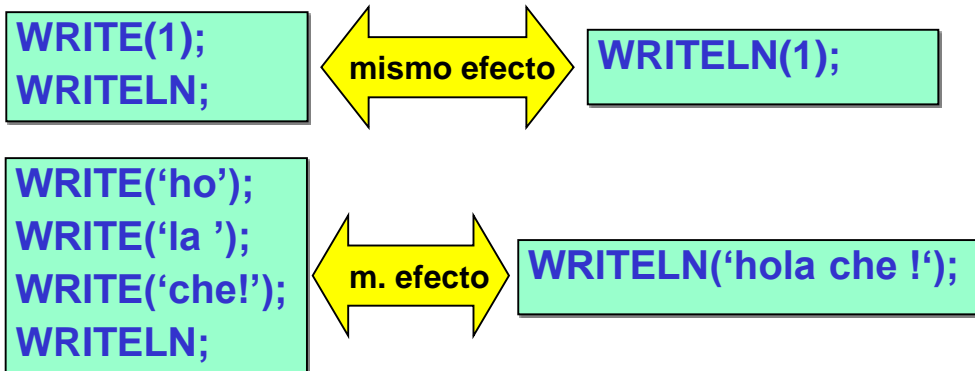 WRITE(1);
WRITELN;
mismo efecto
WRITELN(1);
WRITE(‘ho’);
WRITE(‘la ’);
WRITE(‘che!’);
WRITELN;
m. efecto
WRITELN(‘hola che !‘);